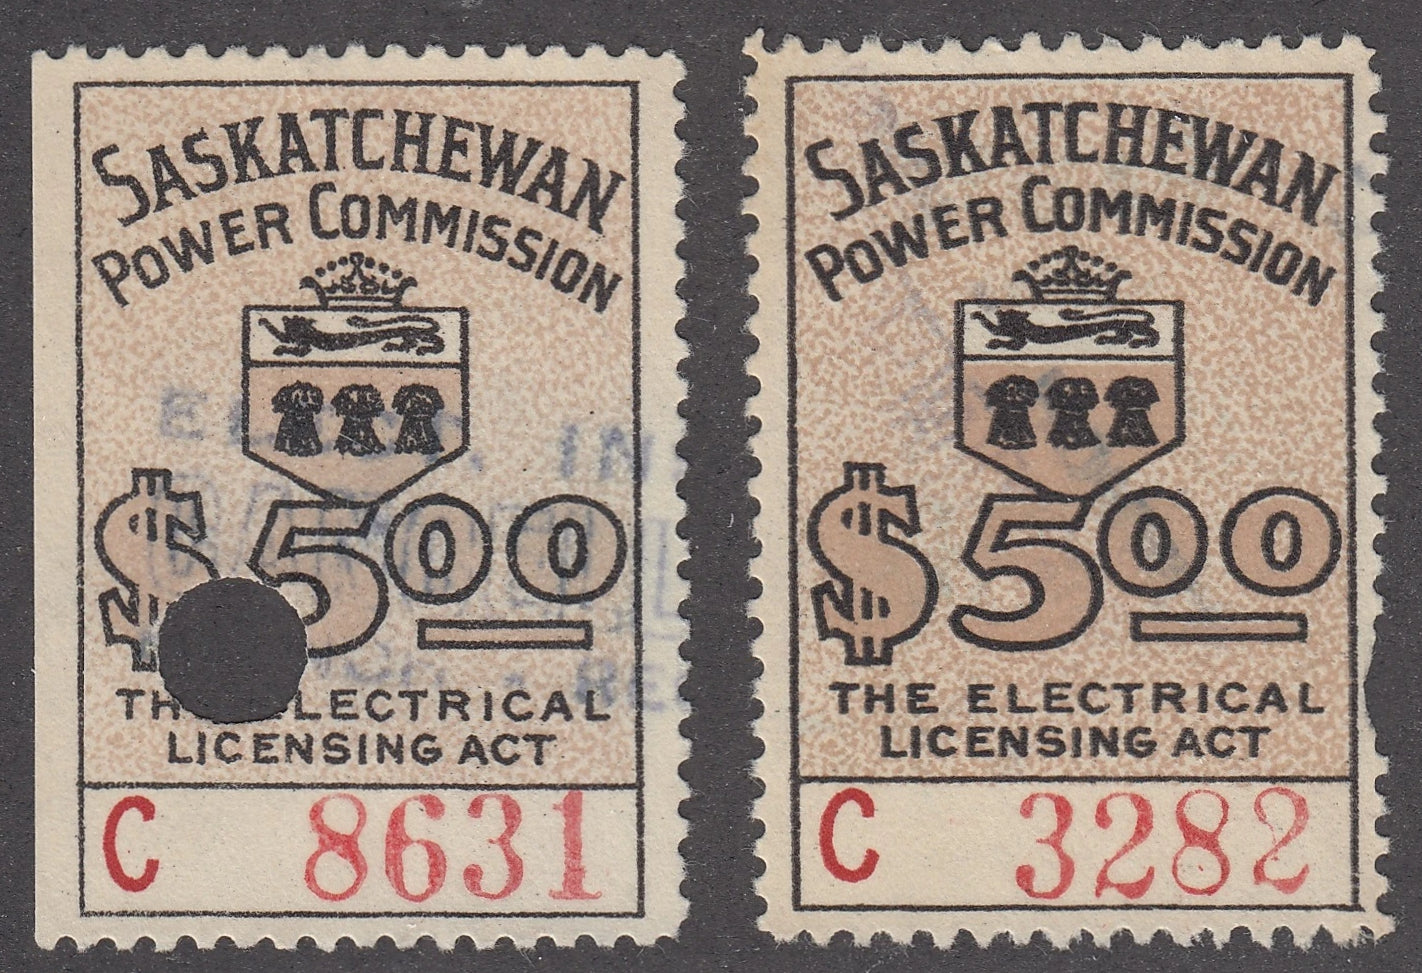 SASKATCHEWAN
POWER COMMISSION
$5.00
THE ELECTRICAL
LICENSING ACT
C 8631
SASKATCHEWAN
POWER COMMISSION
$5.00
THE ELECTRICAL
LICENSING ACT
C 3282